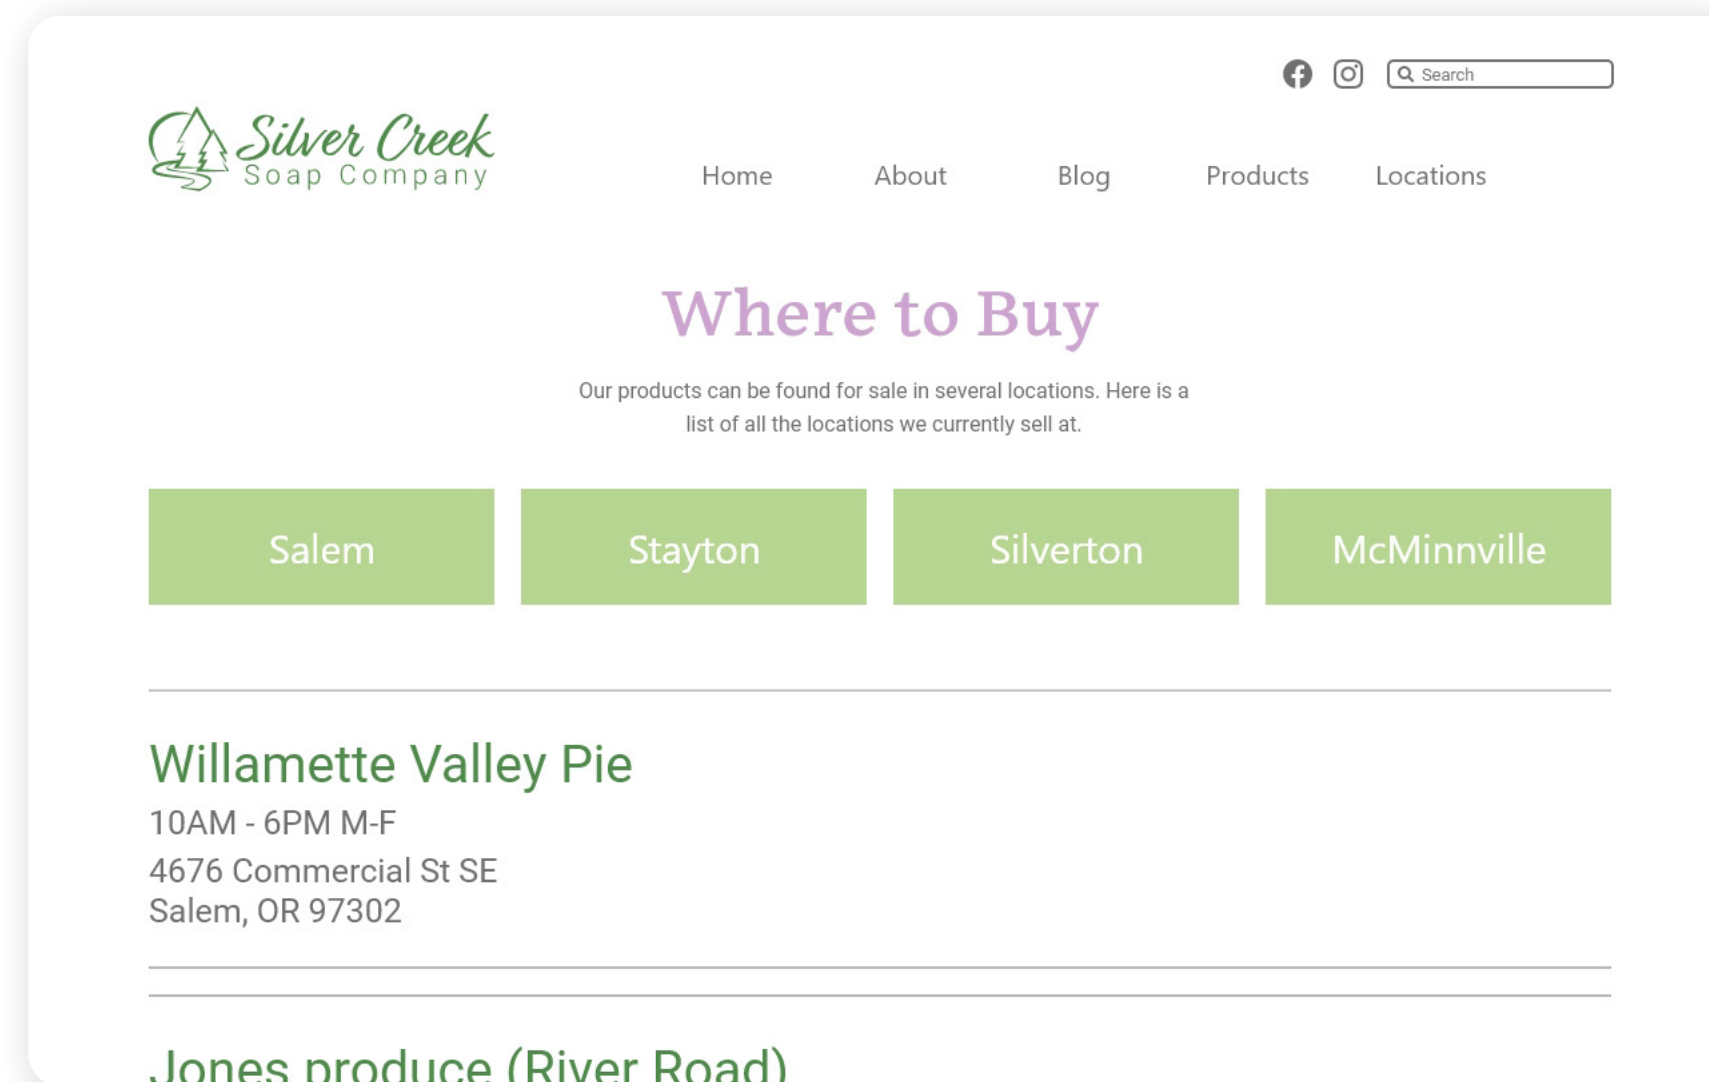 Search
Silver Creek
Soap Company
Home About Blog Products Locations
Where to Buy
Our products can be found for sale in several locations. Here is a
list of all the locations we currently sell at.
Salem Stayton Silverton McMinnville
Willamette Valley Pie
10AM - 6PM M-F
4676 Commercial St SE
Salem, OR 97302
Jones produce (River Road)